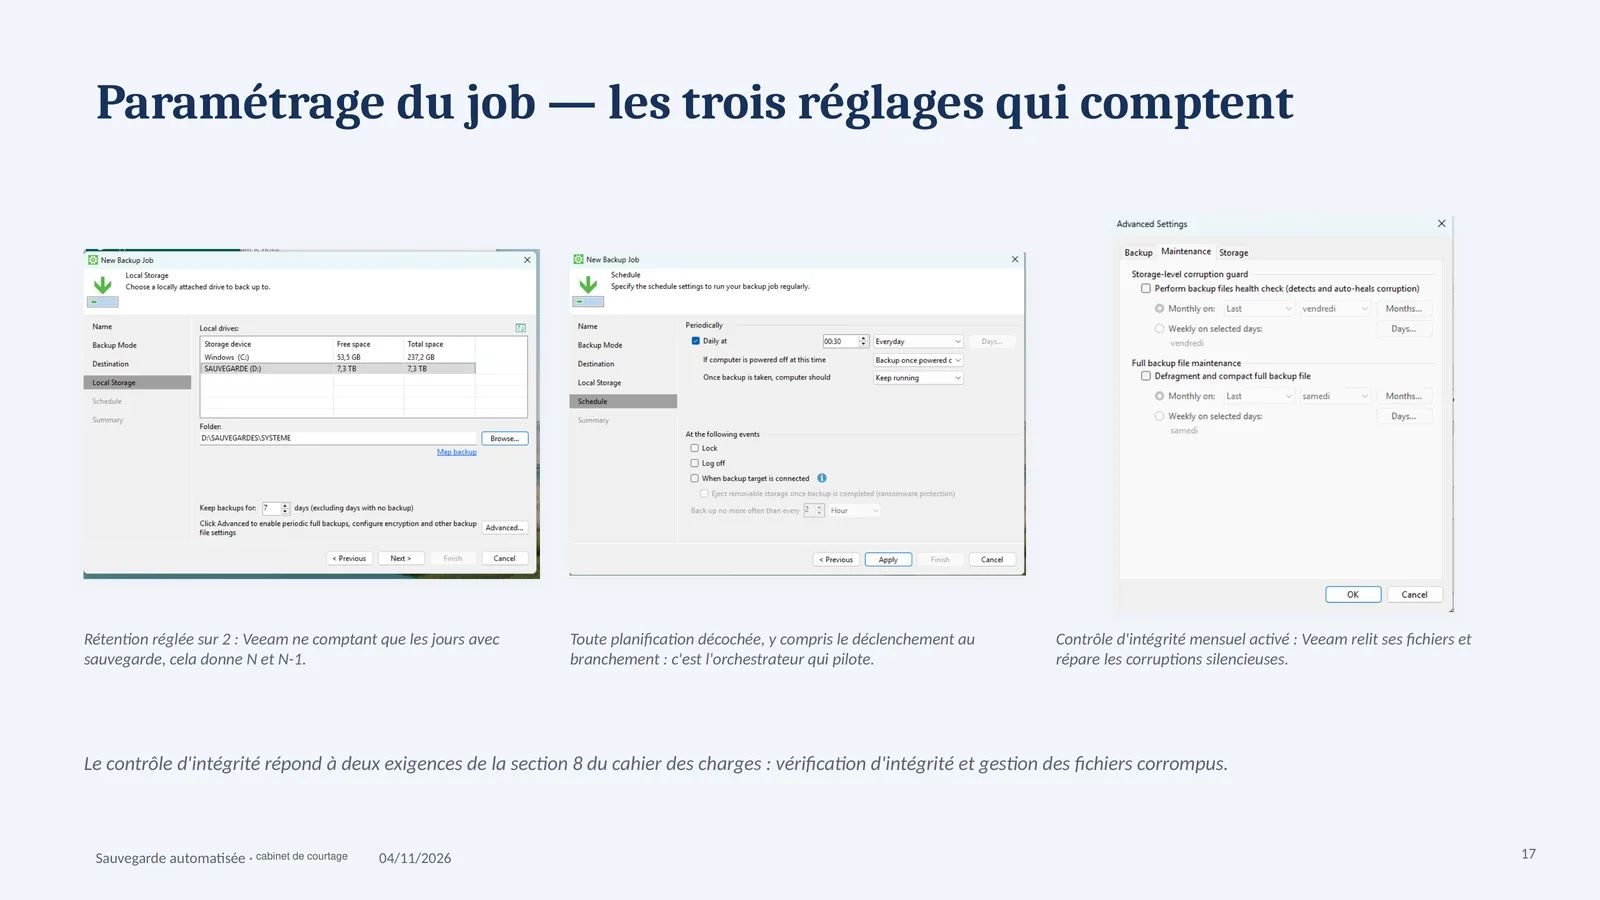 Paramétrage du job — les trois réglages qui comptent
New Backup Job
Local Storage
Choose a locally attached drive to back up to.
Name
Backup Mode
Destination
Local Storage
Schedule
Summary
Local drives:
Storage device Free space Total space
Windows (C:) 53,5 GB 237,2 GB
SAUVEGARDE (D:) 7,3 TB 7,3 TB
Folder:
D:\SAUVEGARDES\SYSTEME
Browse...
Map backup
Keep backups for: 7 days (excluding days with no backup)
Click Advanced to enable periodic full backups, configure encryption and other backup
file settings
Advanced...
< Previous Next > Finish Cancel
New Backup Job
Schedule
Specify the schedule settings to run your backup job regularly.
Name
Backup Mode
Destination
Local Storage
Schedule
Summary
Periodically
Daily at 00:30 Everyday Days...
If computer is powered off at this time Backup once powered c
Once backup is taken, computer should Keep running
At the following events
Lock
Log off
When backup target is connected
Eject removable storage once backup is completed (ransomware protection)
Back up no more often than every 2 Hour
< Previous Apply Finish Cancel
Advanced Settings
Backup Maintenance Storage
Storage-level corruption guard
Perform backup files health check (detects and auto-heals corruption)
Monthly on: Last vendredi Months...
Weekly on selected days: Days...
vendredi
Full backup file maintenance
Defragment and compact full backup file
Monthly on: Last samedi Months...
Weekly on selected days: Days...
samedi
OK Cancel
Rétention réglée sur 2 : Veeam ne comptant que les jours avec
sauvegarde, cela donne N et N-1.
Toute planification décochée, y compris le déclenchement au
branchement : c'est l'orchestrateur qui pilote.
Contrôle d'intégrité mensuel activé : Veeam relit ses fichiers et
répare les corruptions silencieuses.
Le contrôle d'intégrité répond à deux exigences de la section 8 du cahier des charges : vérification d'intégrité et gestion des fichiers corrompus.
Sauvegarde automatisée · cabinet de courtage 04/11/2026
17